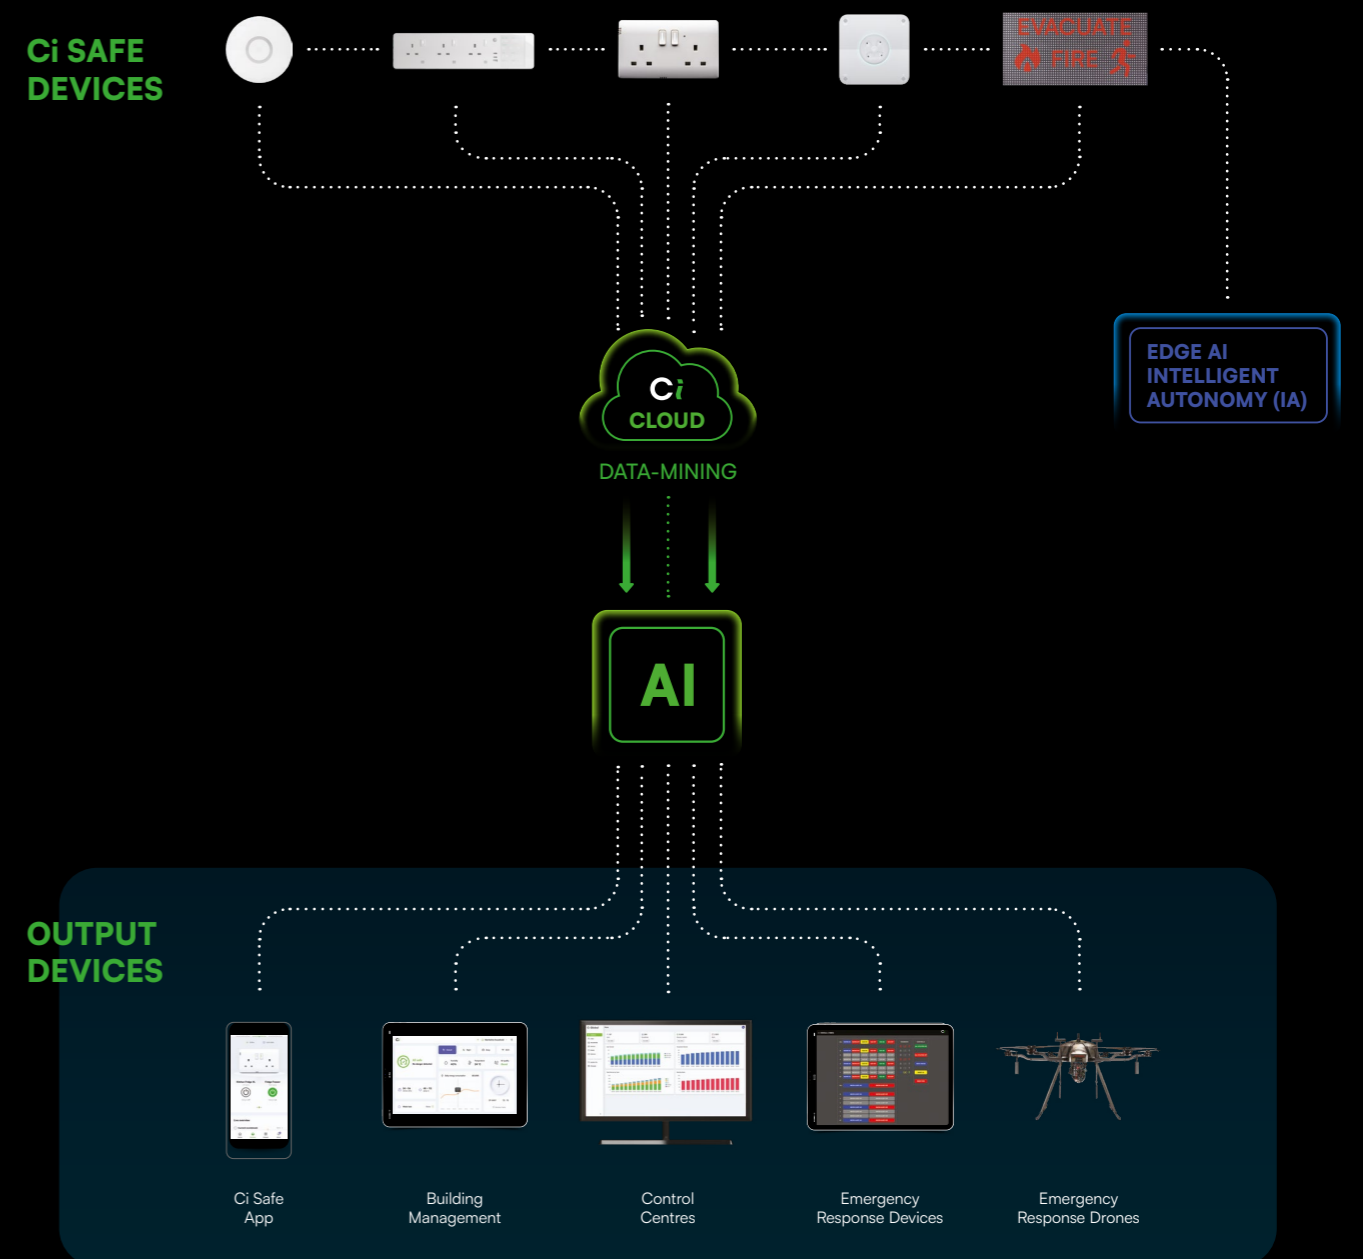 Ci SAFE
DEVICES
EVACUATE
FIRE
EDGE AI
INTELLIGENT
AUTONOMY (IA)
Ci
CLOUD
DATA-MINING
AI
OUTPUT
DEVICES
Ci Safe
App
Building
Management
Control
Centres
Emergency
Response Devices
Emergency
Response Drones